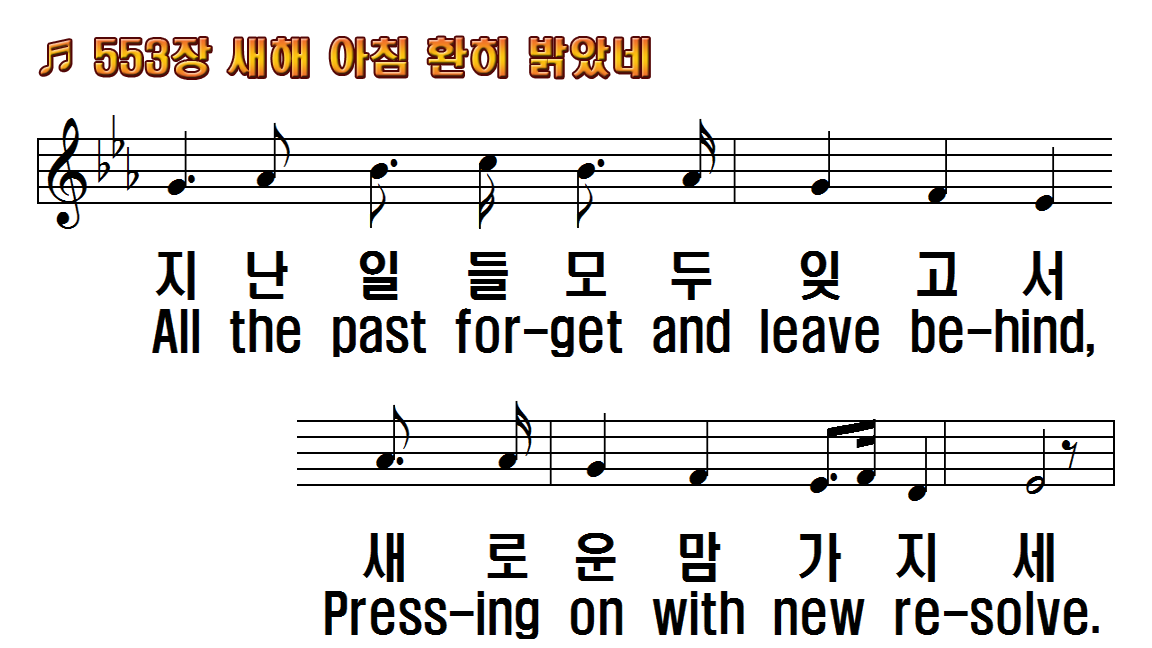 553장 새해 아침 환히 밝았네
지 난 일 들 모 두 잊 고 서
All the past for-get and leave be-hind,
새 로 운 맘 가 지 세
Press-ing on with new re-solve.